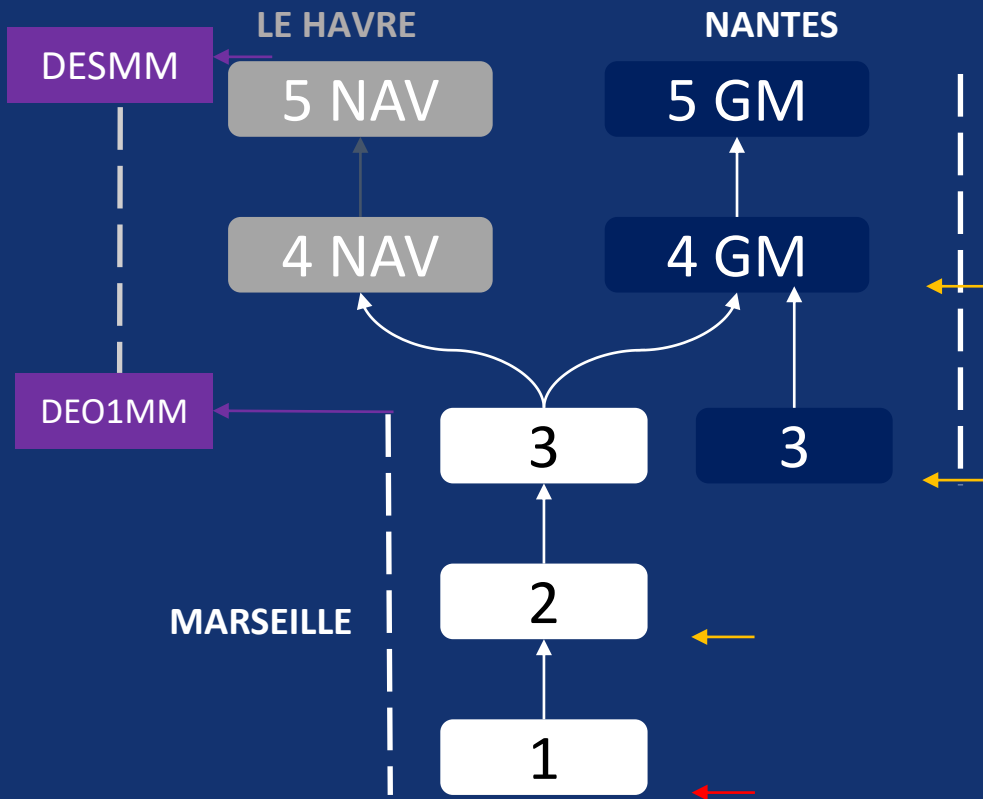 LE HAVRE
NANTES
DESMM
5 NAV
5 GM
4 NAV
4 GM
DEO1MM
3
3
2
MARSEILLE
1